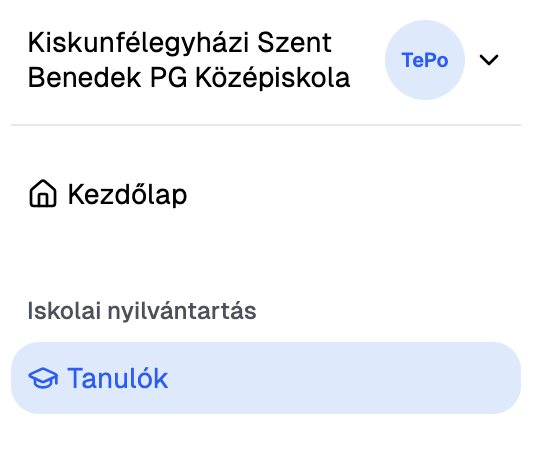 Kiskunfélegyházi Szent
Benedek PG Középiskola
TePo
Kezdőlap
Iskolai nyilvántartás
Tanulók